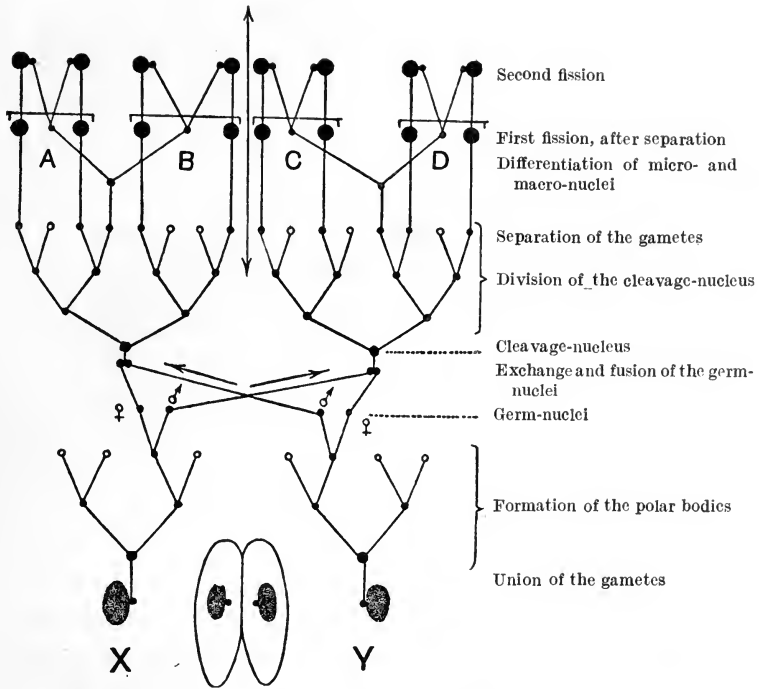 Second fission
A
B
C
D
First fission, after separation
Differentiation of micro- and
macro-nuclei
Separation of the gametes
Division of the cleavage-nucleus
Cleavage-nucleus
Exchange and fusion of the germ-
nuclei
♀
♂
♂
♀
Germ-nuclei
Formation of the polar bodies
Union of the gametes
X
Y